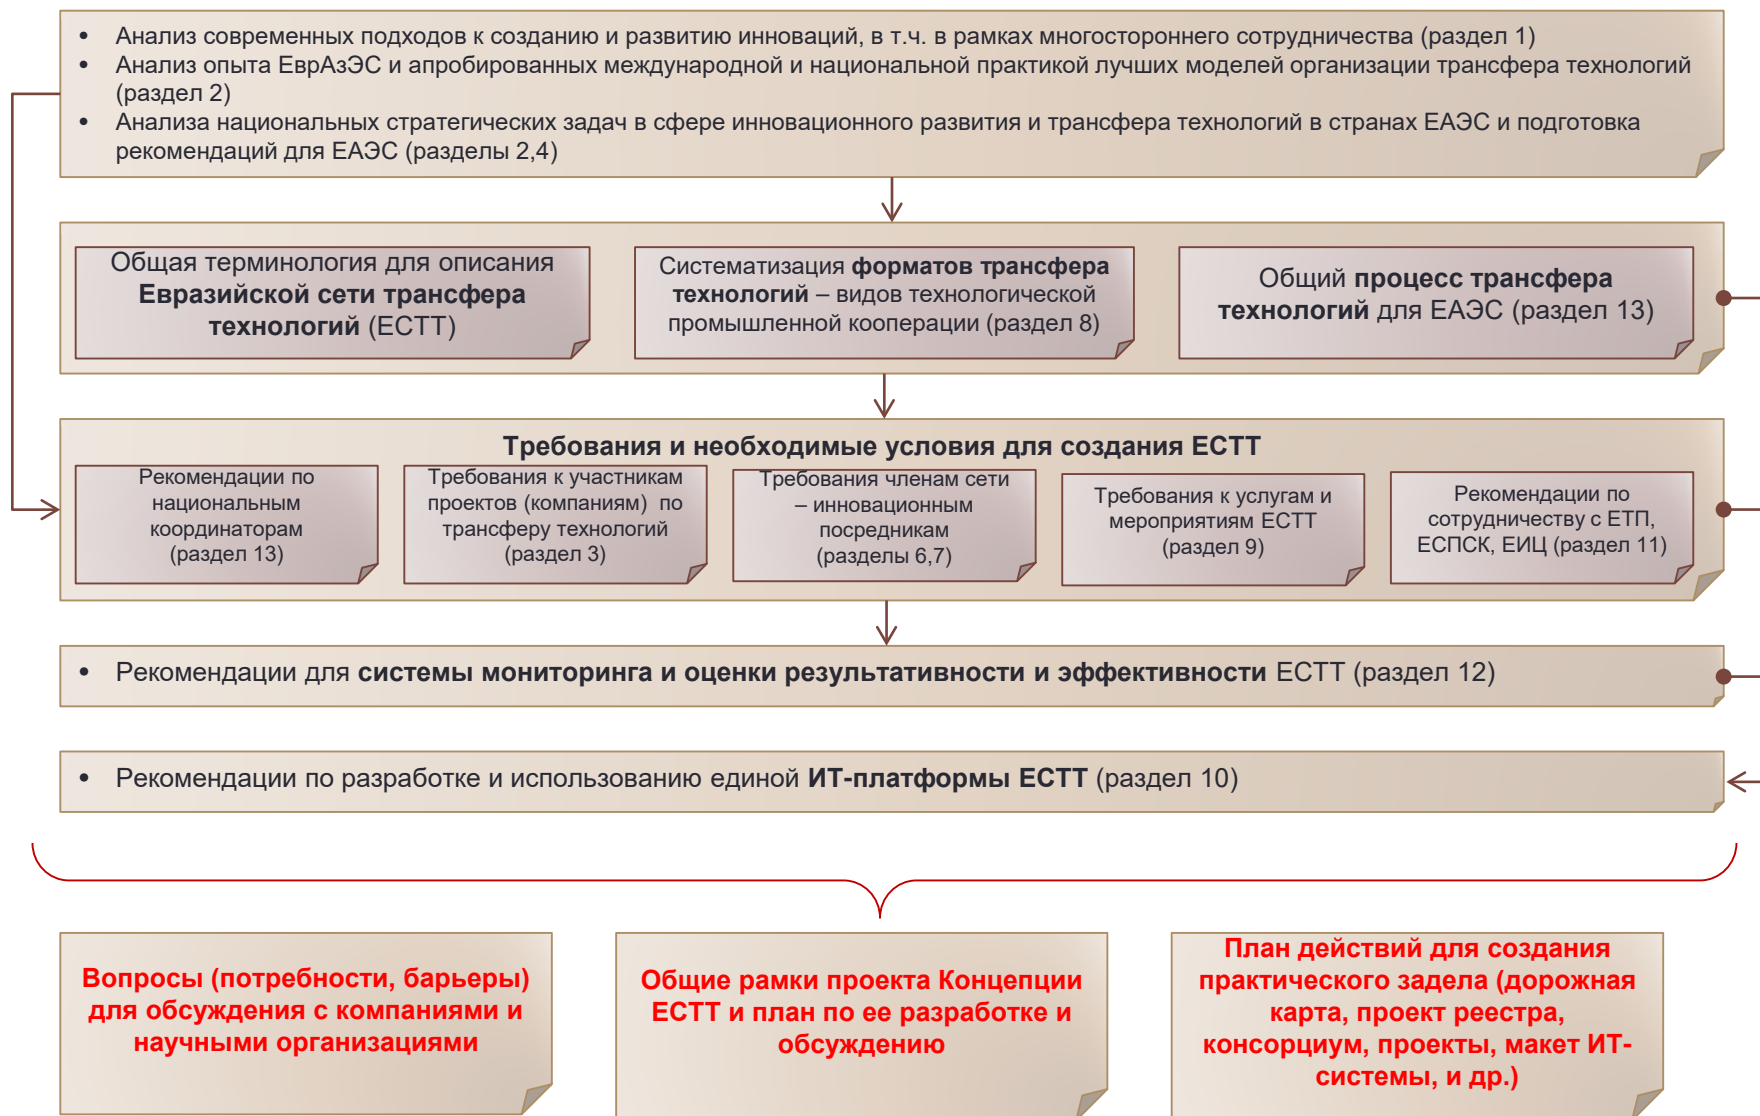 • Анализ современных подходов к созданию и развитию инноваций, в т.ч. в рамках многостороннего сотрудничества (раздел 1)
• Анализ опыта ЕврАзЭС и апробированных международной и национальной практикой лучших моделей организации трансфера технологий
(раздел 2)
• Анализа национальных стратегических задач в сфере инновационного развития и трансфера технологий в странах ЕАЭС и подготовка
рекомендаций для ЕАЭС (разделы 2,4)
Общая терминология для описания
Евразийской сети трансфера
технологий (ЕСТТ)
Систематизация форматов трансфера
технологий – видов технологической
промышленной кооперации (раздел 8)
Общий процесс трансфера
технологий для ЕАЭС (раздел 13)
Требования и необходимые условия для создания ЕСТТ
Рекомендации по
национальным
координаторам
(раздел 13)
Требования к участникам
проектов (компаниям) по
трансферу технологий
(раздел 3)
Требования членам сети
– инновационным
посредникам
(разделы 6,7)
Требования к услугам и
мероприятиям ЕСТТ
(раздел 9)
Рекомендации по
сотрудничеству с ЕТП,
ЕСПСК, ЕИЦ (раздел 11)
• Рекомендации для системы мониторинга и оценки результативности и эффективности ЕСТТ (раздел 12)
• Рекомендации по разработке и использованию единой ИТ-платформы ЕСТТ (раздел 10)
Вопросы (потребности, барьеры)
для обсуждения с компаниями и
научными организациями
Общие рамки проекта Концепции
ЕСТТ и план по ее разработке и
обсуждению
План действий для создания
практического задела (дорожная
карта, проект реестра,
консорциум, проекты, макет ИТ-
системы, и др.)